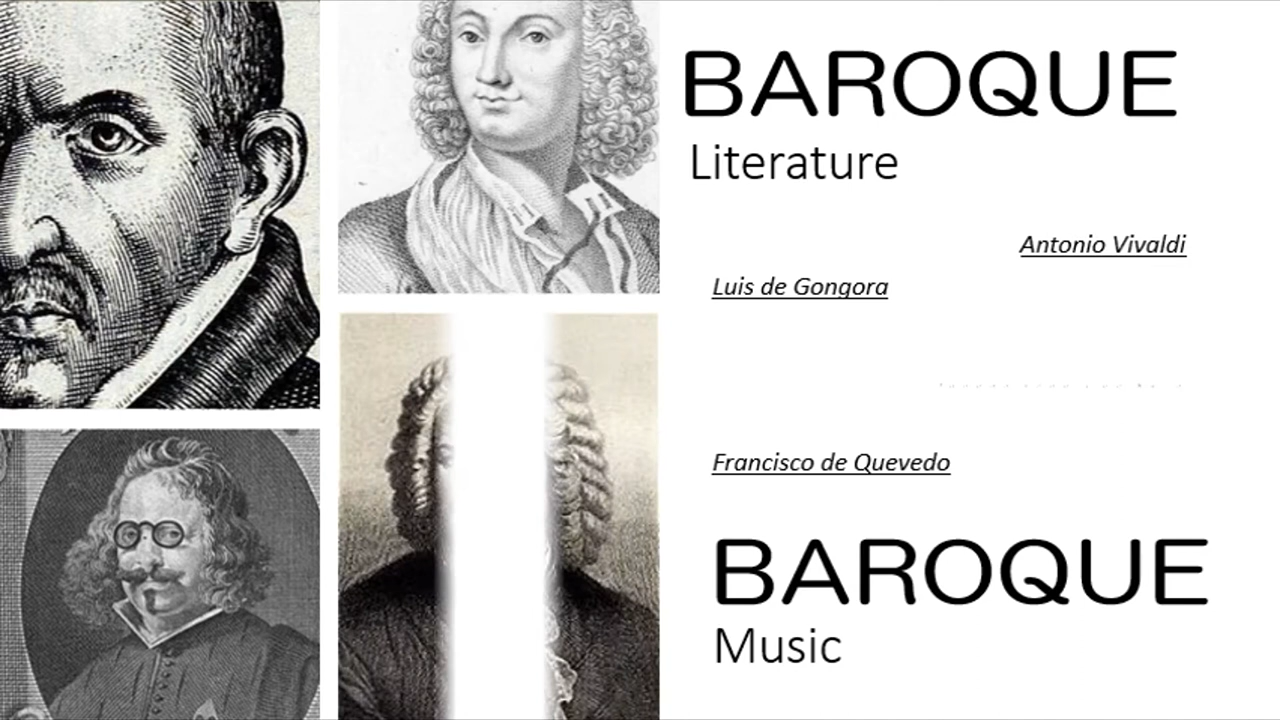 BAROQUE
Literature
Antonio Vivaldi
Luis de Gongora
Francisco de Quevedo
BAROQUE
Music